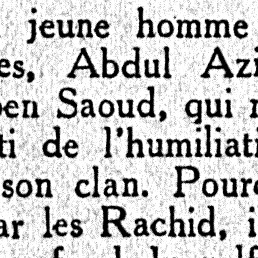 jeune homme
es, Abdul Azi
ben Saoud, qui
ti de l'humiliati
son clan. Pour
ar les Rachid, i